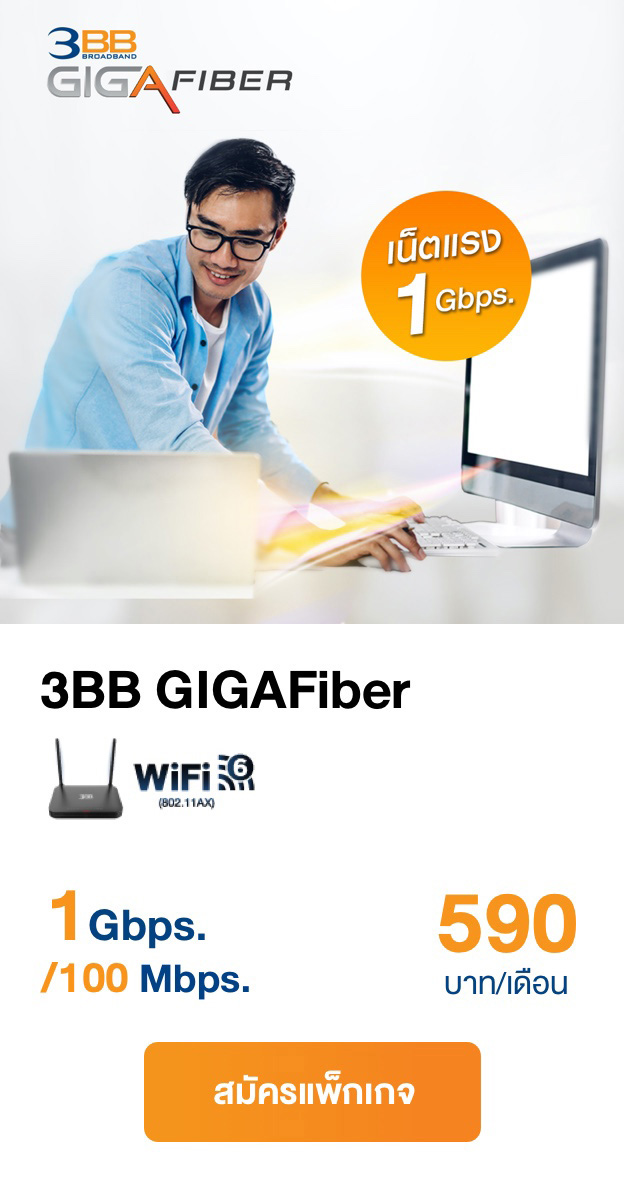 3BB
BROADBAND
GIGAFIBER
เน็ตแรง
1 Gbps.
3BB GIGAFiber
3BB
WiFi 6
(802.11AX)
1 Gbps.
/100 Mbps.
590
บาท/เดือน
สมัครแพ็กเกจ